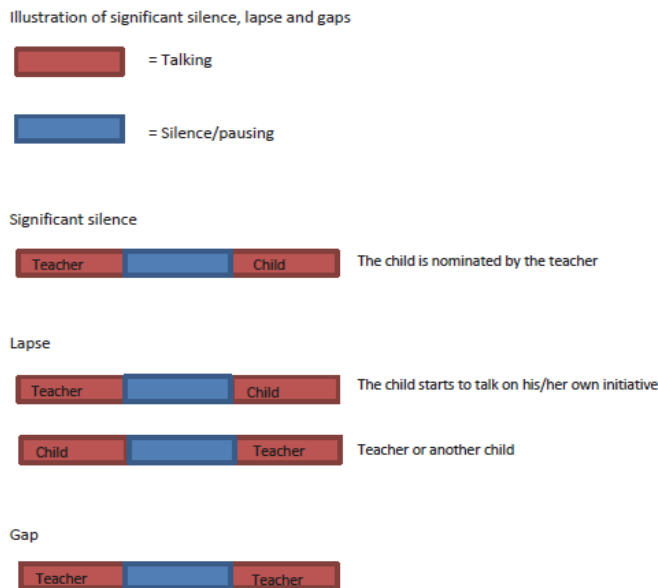 Illustration of significant silence, lapse and gaps
= Talking
= Silence/pausing
Significant silence
Teacher Child The child is nominated by the teacher
Lapse
Teacher Child The child starts to talk on his/her own initiative
Child Teacher Teacher or another child
Gap
Teacher Teacher